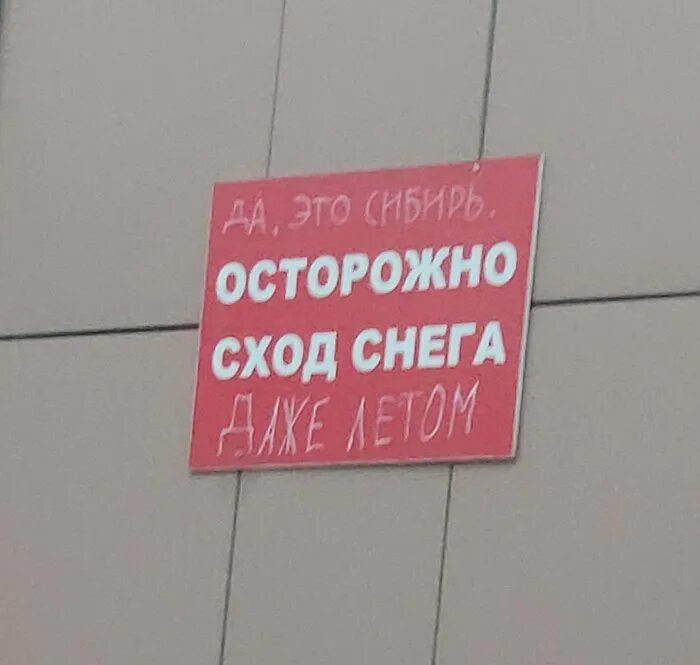 ДА, ЭТО СИБИРЬ.
ОСТОРОЖНО
СХОД СНЕГА
ДАЖЕ ЛЕТОМ